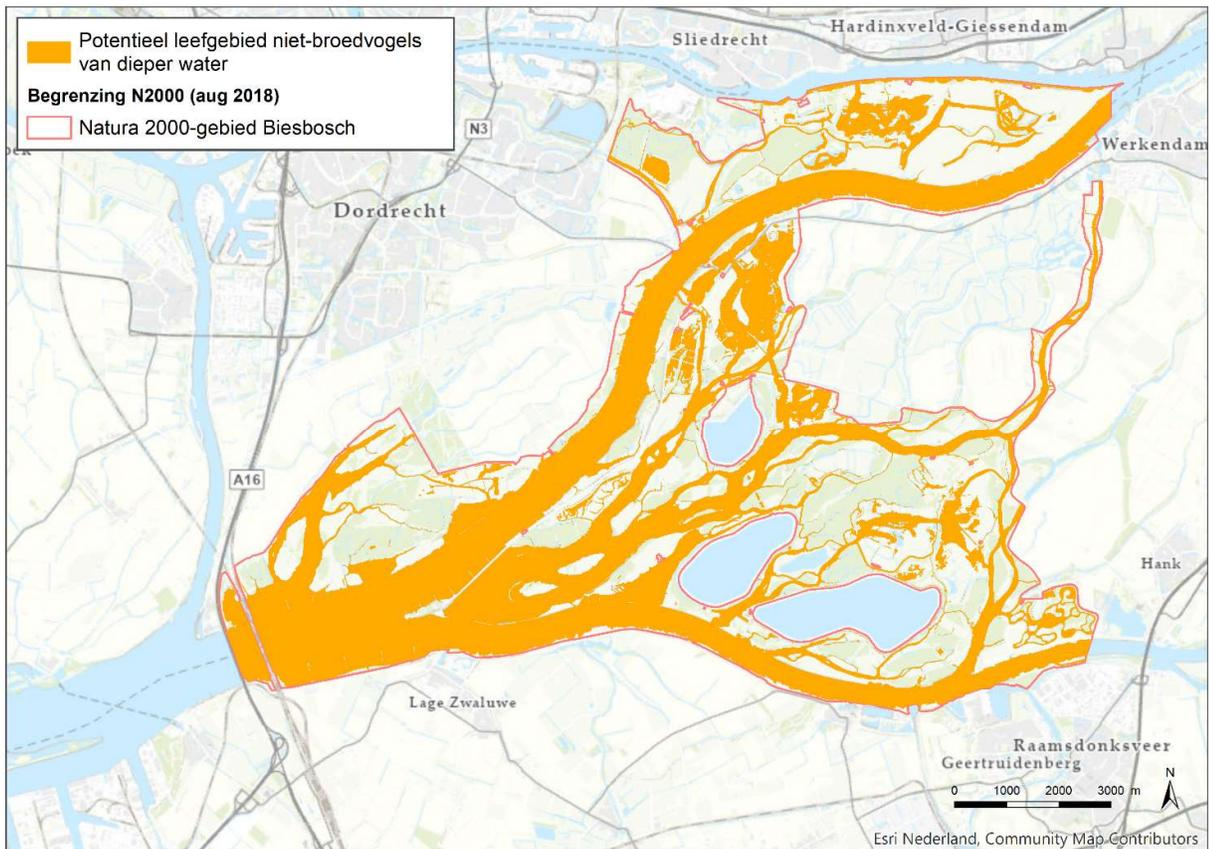 Potentieel leefgebied niet-broedvogels
van dieper water
Begrenzing N2000 (aug 2018)
Natura 2000-gebied Biesbosch
Hardinxveld-Giessendam
Sliedrecht
N3
Werkendam
Dordrecht
A16
Hank
Lage Zwaluwe
Raamsdonksveer
Geertruidenberg
N
0 1000 2000 3000 m
Esri Nederland, Community Map Contributors